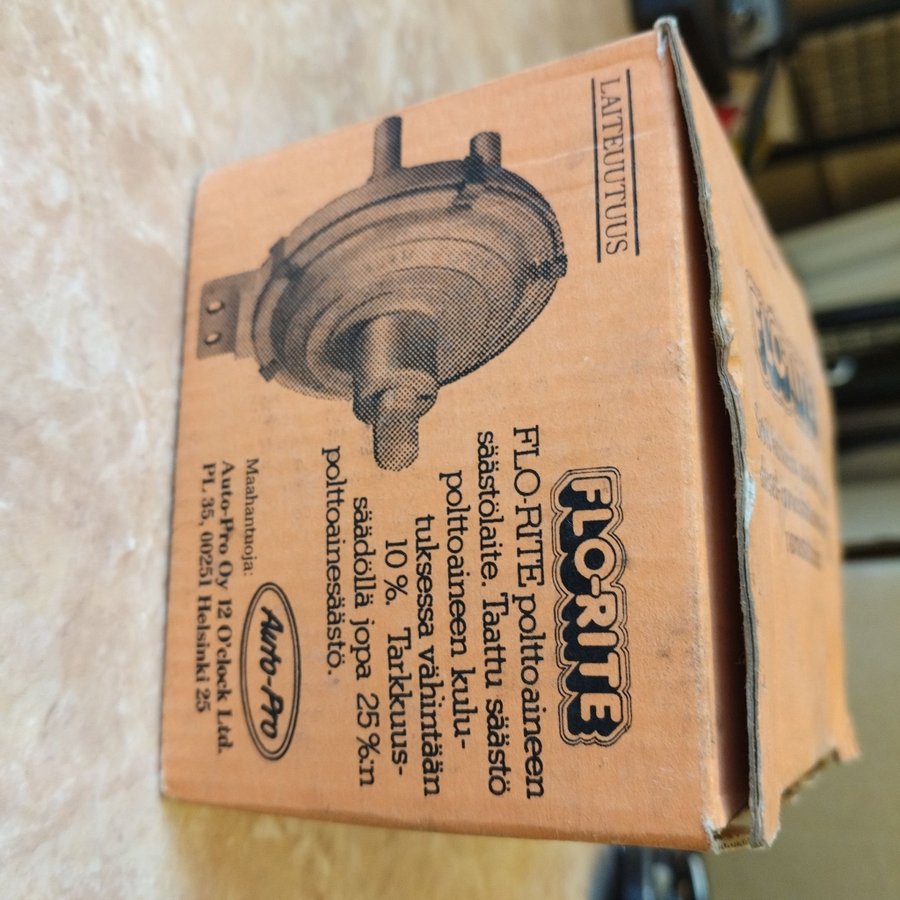 LAITEUUTUUS
FLO-RITE
FLO-RITE polttoaineen
säästölaite. Taattu säästö
polttoaineen kulu-
tuksessa vähintään
10 %. Tarkkuus-
säädöllä jopa 25 %:n
polttoainesäästö.
Maahantuoja:
Auto-Pro Oy 12 O'clock Ltd.
PL 35, 00251 Helsinki 25
Auto-Pro